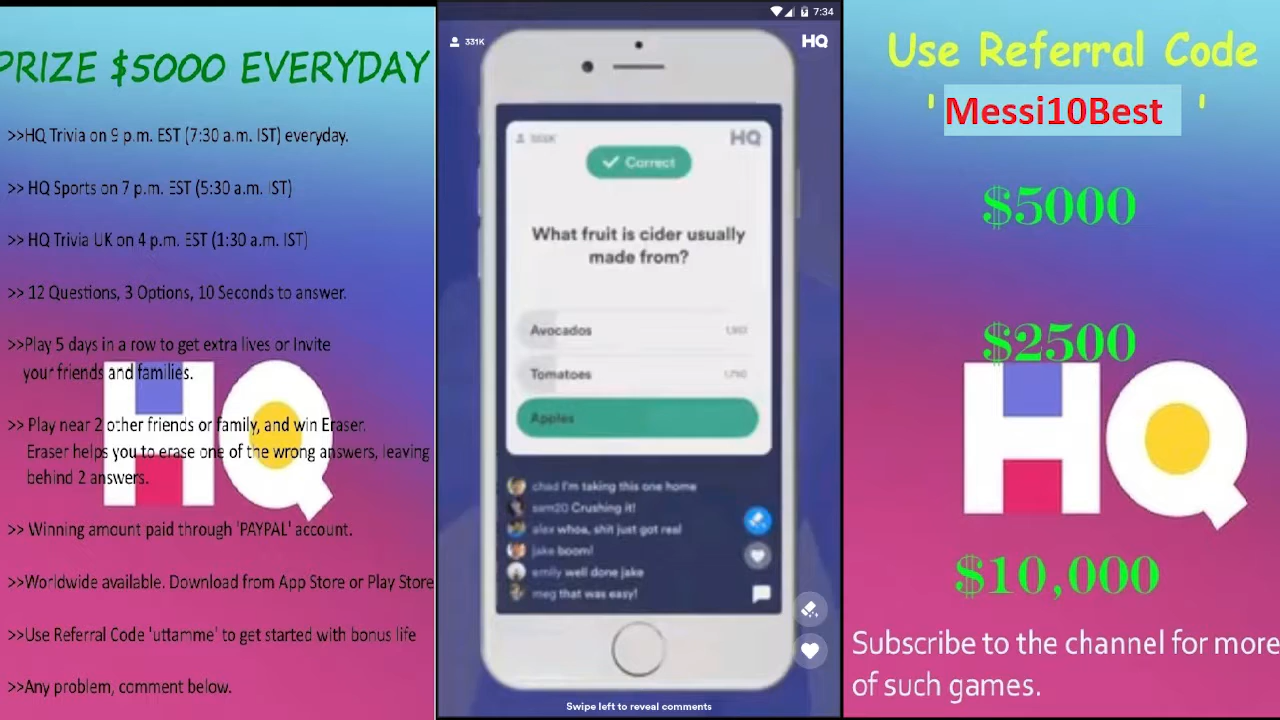 PRIZE $5000 EVERYDAY
>>HQ Trivia on 9 p.m. EST (7:30 a.m. IST) everyday.
>> HQ Sports on 7 p.m. EST (5:30 a.m. IST)
>> HQ Trivia UK on 4 p.m. EST (1:30 a.m. IST)
>> 12 Questions, 3 Options, 10 Seconds to answer.
>>Play 5 days in a row to get extra lives or Invite
your friends and families.
>> Play near 2 other friends or family, and win Eraser.
Eraser helps you to erase one of the wrong answers, leaving
behind 2 answers.
>> Winning amount paid through 'PAYPAL' account.
>>Worldwide available. Download from App Store or Play Store
>>Use Referral Code 'uttamme' to get started with bonus life
>>Any problem, comment below.
HQ
7:34
331K
HQ
HQ
Correct
What fruit is cider usually
made from?
Avocados
Tomatoes
Apples
chad I'm taking this one home
sam20 Crushing it!
alex whoa, shit just got real
jake boom!
emily well done jake
meg that was easy!
Swipe left to reveal comments
Use Referral Code
' Messi10Best '
$5000
$2500
HQ
$10,000
Subscribe to the channel for more
of such games.